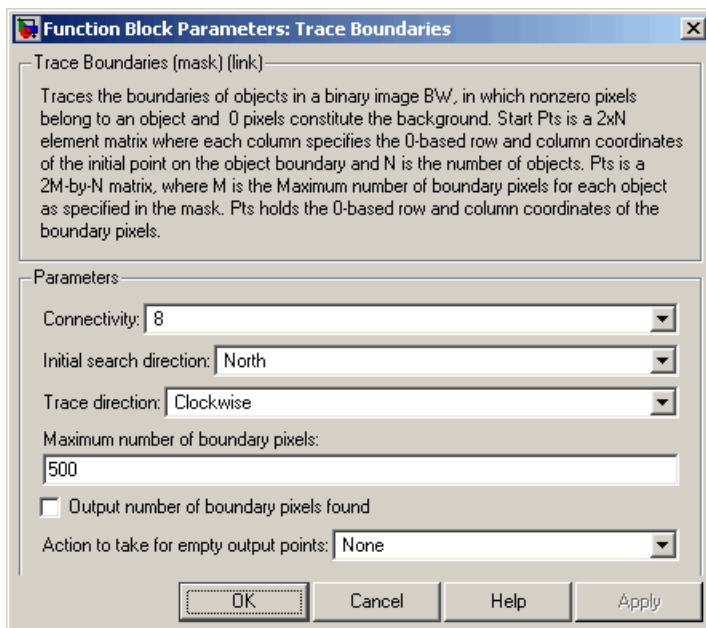 Function Block Parameters: Trace Boundaries
Trace Boundaries (mask) (link)
Traces the boundaries of objects in a binary image BW, in which nonzero pixels
belong to an object and 0 pixels constitute the background. Start Pts is a 2xN
element matrix where each column specifies the 0-based row and column coordinates
of the initial point on the object boundary and N is the number of objects. Pts is a
2M-by-N matrix, where M is the Maximum number of boundary pixels for each object
as specified in the mask. Pts holds the 0-based row and column coordinates of the
boundary pixels.
Parameters
Connectivity: 8
Initial search direction: North
Trace direction: Clockwise
Maximum number of boundary pixels:
500
Output number of boundary pixels found
Action to take for empty output points: None
OK Cancel Help Apply